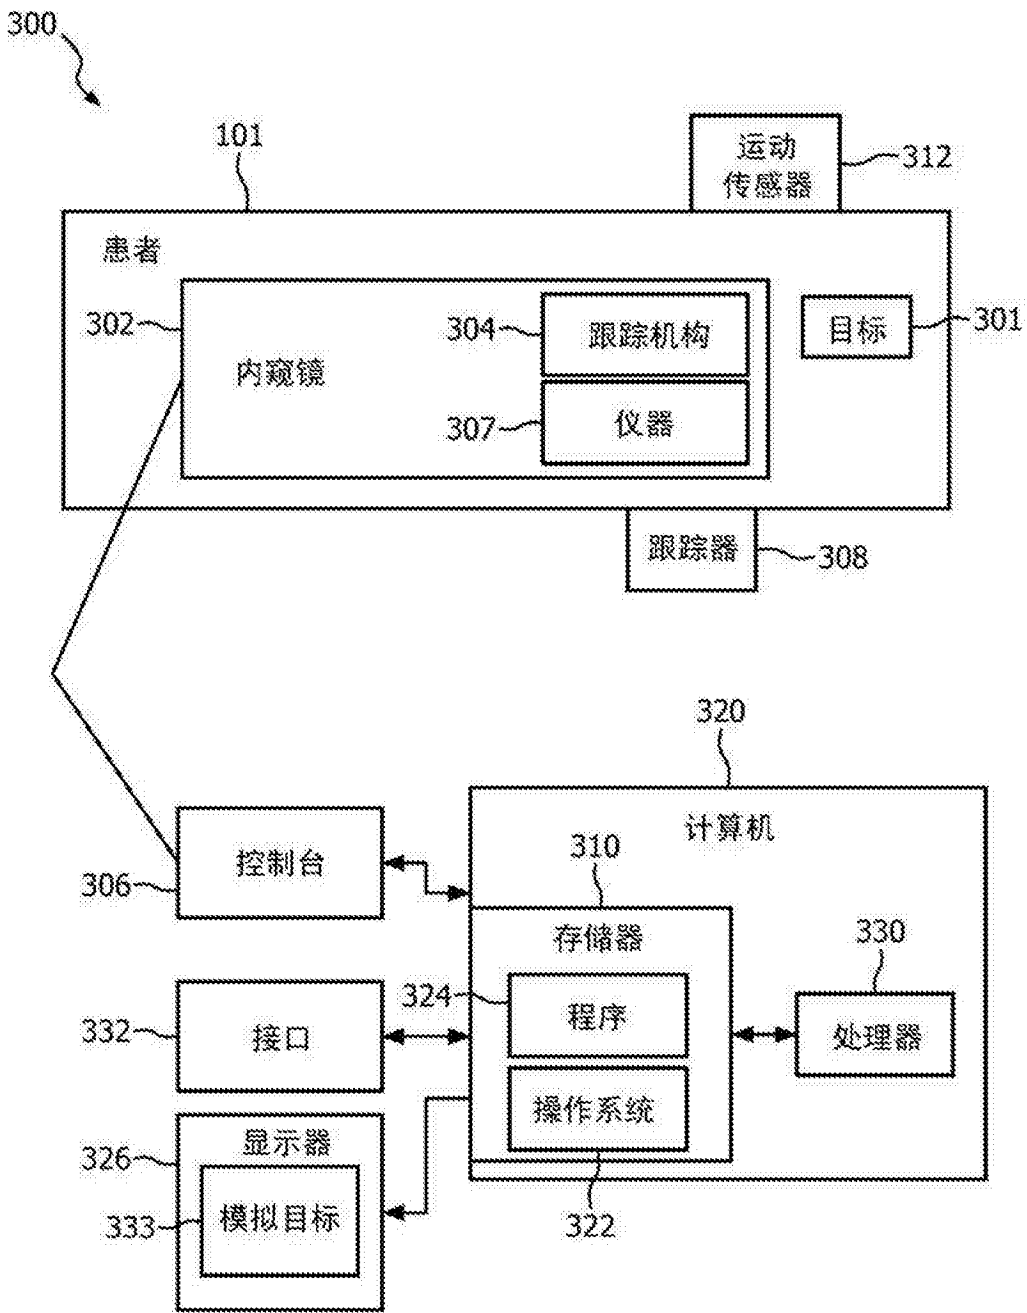 300
101
运动
传感器
312
患者
302
304
跟踪机构
目标
301
内窥镜
307
仪器
跟踪器
308
320
计算机
控制台
310
306
存储器
330
324
程序
332
接口
处理器
操作系统
显示器
326
333
模拟目标
322